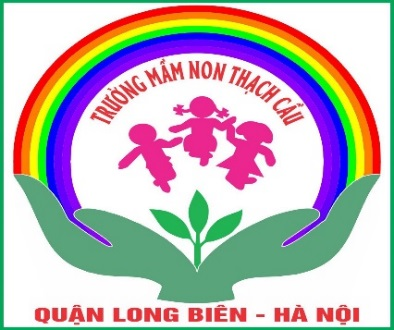 TRƯỜNG MẦM NON THẠCH CẦU
QUẬN LONG BIÊN - HÀ NỘI